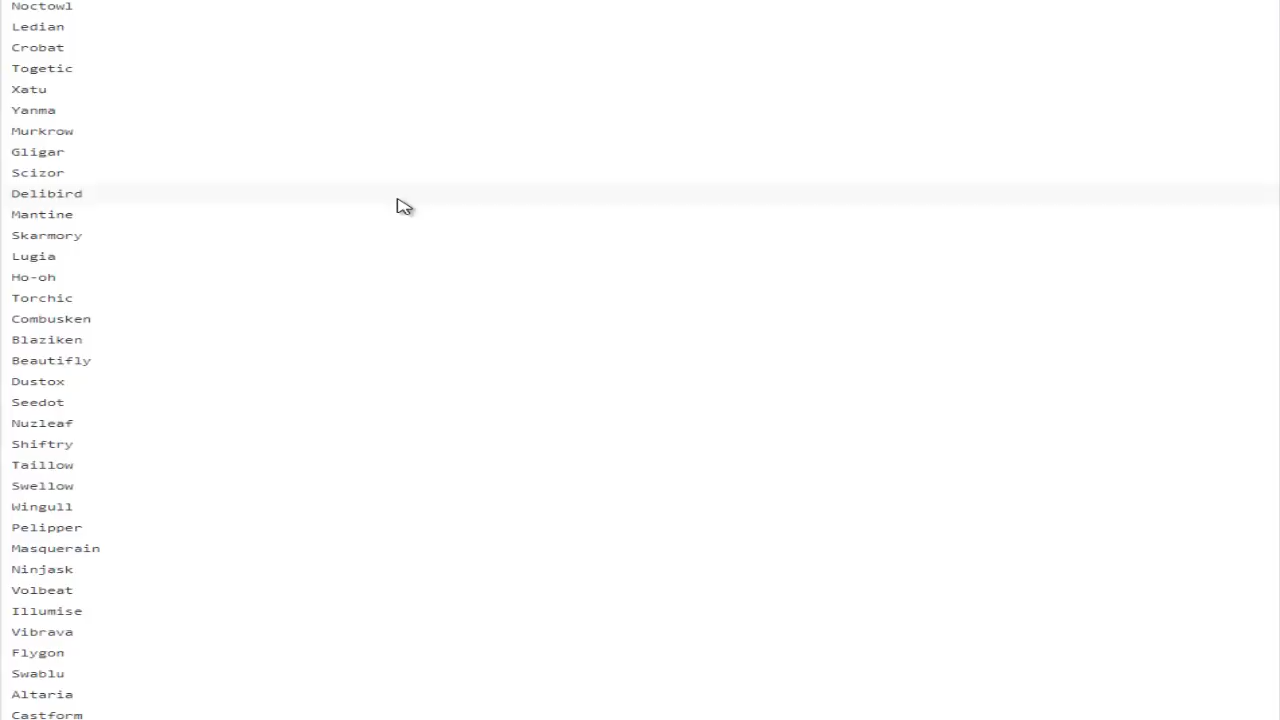 Noctowl
Ledian
Crobat
Togetic
Xatu
Yanma
Murkrow
Gligar
Scizor
Delibird
Mantine
Skarmory
Lugia
Ho-oh
Torchic
Combusken
Blaziken
Beautifly
Dustox
Seedot
Nuzleaf
Shiftry
Taillow
Swellow
Wingull
Pelipper
Masquerain
Ninjask
Volbeat
Illumise
Vibrava
Flygon
Swablu
Altaria
Castform